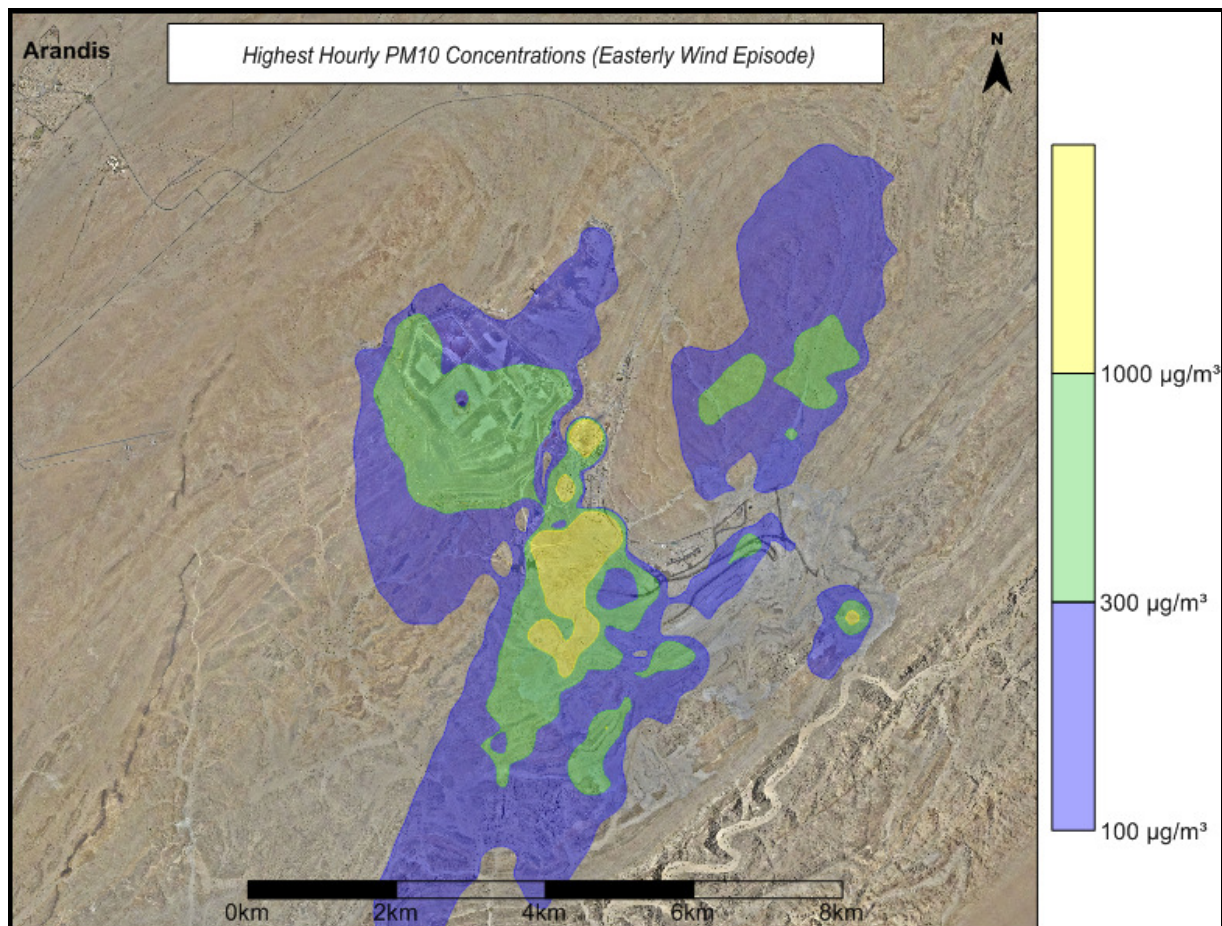 Arandis
Highest Hourly PM10 Concentrations (Easterly Wind Episode)
N
1000 µg/m³
300 µg/m³
100 µg/m³
0km 2km 4km 6km 8km